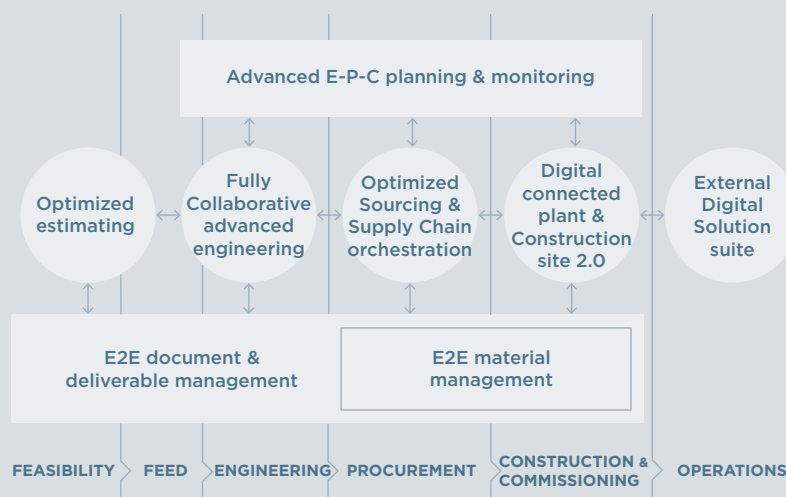 Advanced E-P-C planning & monitoring
Optimized
estimating
Fully
Collaborative
advanced
engineering
Optimized
Sourcing &
Supply Chain
orchestration
Digital
connected
plant &
Construction
site 2.0
External
Digital
Solution
suite
E2E document &
deliverable management
E2E material
management
FEASIBILITY
FEED
ENGINEERING
PROCUREMENT
CONSTRUCTION &
COMMISSIONING
OPERATIONS